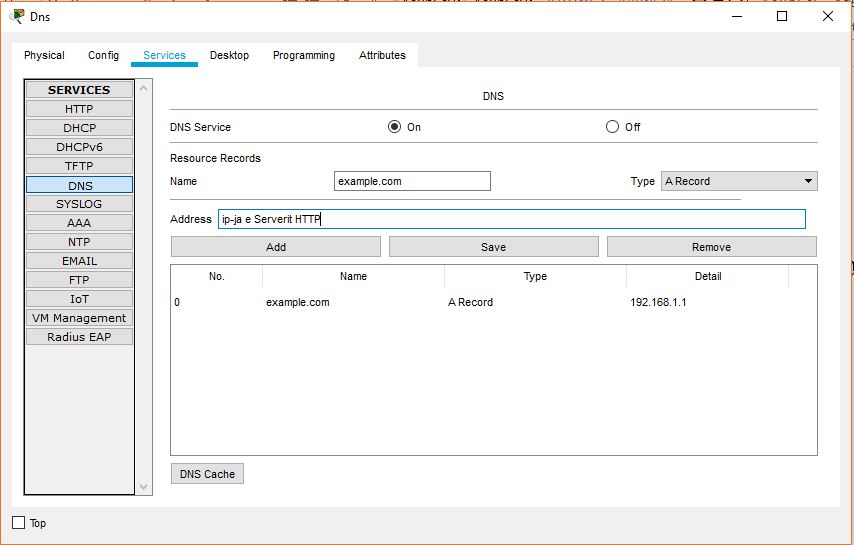 Dns
Physical Config Services Desktop Programming Attributes
SERVICES
HTTP
DHCP
DHCPv6
TFTP
DNS
SYSLOG
AAA
NTP
EMAIL
FTP
IoT
VM Management
Radius EAP
DNS
DNS Service On Off
Resource Records
Name example.com Type A Record
Address ip-ja e Serverit HTTP
Add Save Remove
No. Name Type Detail
0 example.com A Record 192.168.1.1
DNS Cache
Top